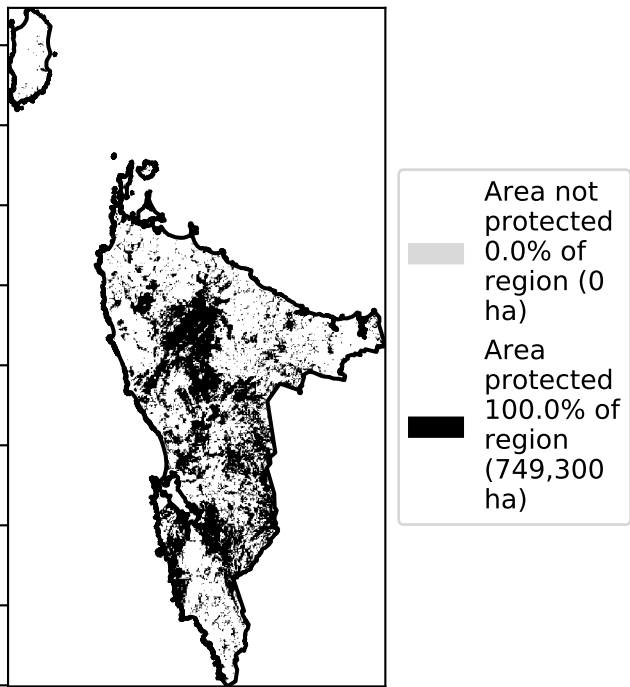 Area not
protected
0.0% of
region (0
ha)
Area
protected
100.0% of
region
(749,300
ha)